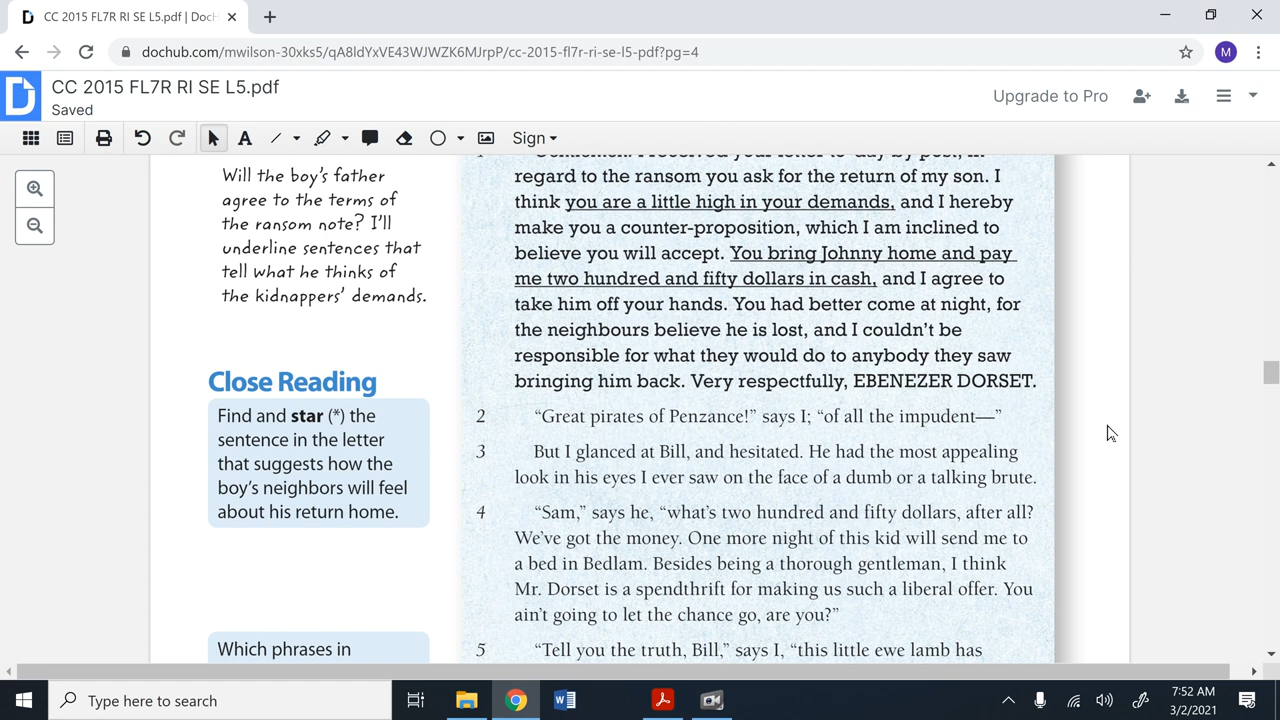 CC 2015 FL7R RI SE L5.pdf | DocH
dochub.com/mwilson-30xks5/qA8ldYxVE43WJWZK6MJrpP/cc-2015-fl7r-ri-se-l5-pdf?pg=4
M
CC 2015 FL7R RI SE L5.pdf
Saved
Upgrade to Pro
A
Sign
Will the boy's father
agree to the terms of
the ransom note? I'll
underline sentences that
tell what he thinks of
the kidnappers' demands.
Close Reading
Find and star (*) the
sentence in the letter
that suggests how the
boy's neighbors will feel
about his return home.
Which phrases in
1 Gentlemen: I received your letter to-day by post, in
regard to the ransom you ask for the return of my son. I
think you are a little high in your demands, and I hereby
make you a counter-proposition, which I am inclined to
believe you will accept. You bring Johnny home and pay
me two hundred and fifty dollars in cash, and I agree to
take him off your hands. You had better come at night, for
the neighbours believe he is lost, and I couldn't be
responsible for what they would do to anybody they saw
bringing him back. Very respectfully, EBENEZER DORSET.
2 “Great pirates of Penzance!” says I; “of all the impudent—”
3 But I glanced at Bill, and hesitated. He had the most appealing
look in his eyes I ever saw on the face of a dumb or a talking brute.
4 “Sam,” says he, “what's two hundred and fifty dollars, after all?
We've got the money. One more night of this kid will send me to
a bed in Bedlam. Besides being a thorough gentleman, I think
Mr. Dorset is a spendthrift for making us such a liberal offer. You
ain't going to let the chance go, are you?”
5 “Tell you the truth, Bill,” says I, “this little ewe lamb has
Type here to search
7:52 AM
3/2/2021